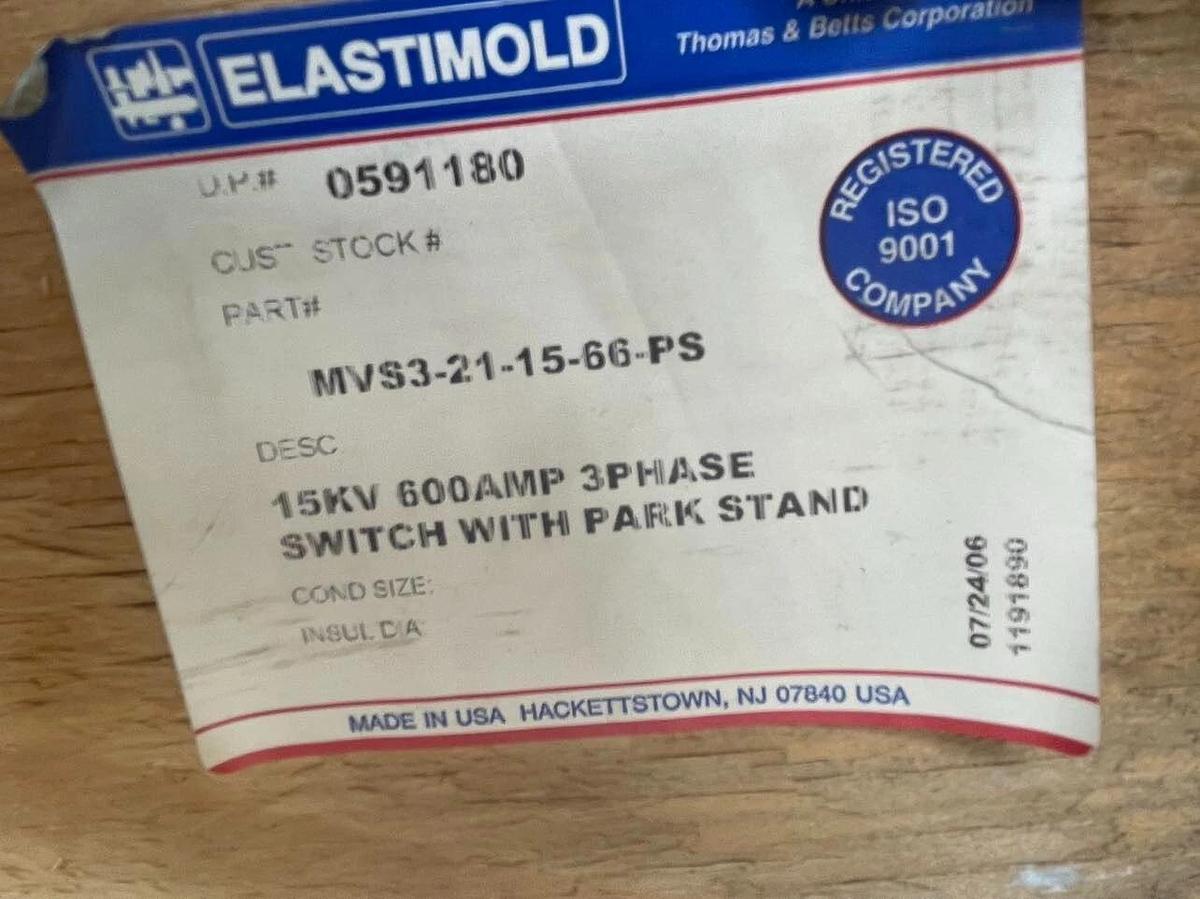 ELASTIMOLD
Thomas & Betts Corporation
REGISTERED
ISO
9001
COMPANY
0591180
CUST STOCK #
PART#
MVS3-21-15-66-PS
DESC
15KV 600AMP 3PHASE
SWITCH WITH PARK STAND
COND SIZE:
INSUL DIA
07/24/06
1191890
MADE IN USA HACKETTSTOWN, NJ 07840 USA